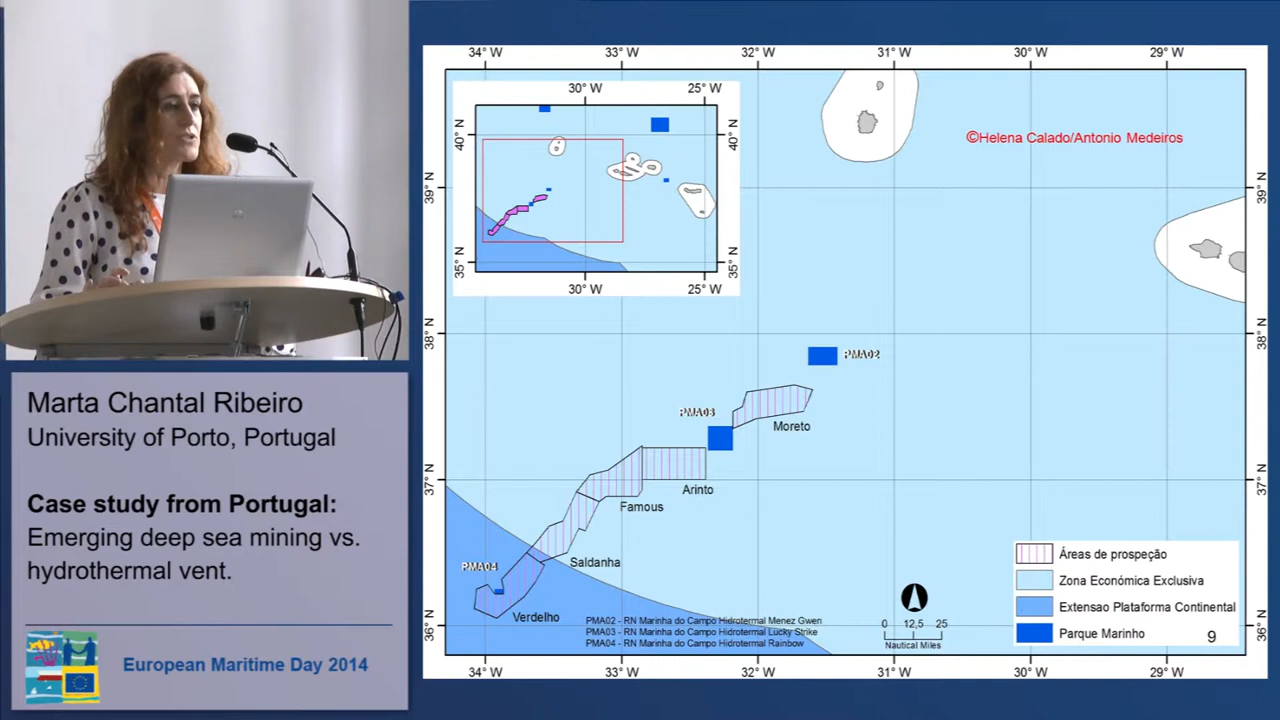 Marta Chantal Ribeiro
University of Porto, Portugal
Case study from Portugal:
Emerging deep sea mining vs.
hydrothermal vent.
European Maritime Day 2014
34° W 33° W 32° W 31° W 30° W 29° W
30° W 25° W
40° N 40° N
35° N 35° N
30° W 25° W
©Helena Calado/Antonio Medeiros
39° N 39° N
38° N 38° N
PMA02
PMA03
Moreto
37° N 37° N
Arinto
Famous
Saldanha
PMA04
Verdelho
36° N 36° N
PMA02 - RN Marinha do Campo Hidrotermal Menez Gwen
PMA03 - RN Marinha do Campo Hidrotermal Lucky Strike
PMA04 - RN Marinha do Campo Hidrotermal Rainbow
0 12,5 25
Nautical Miles
Áreas de prospeção
Zona Económica Exclusiva
Extensao Plataforma Continental
Parque Marinho
9
34° W 33° W 32° W 31° W 30° W 29° W